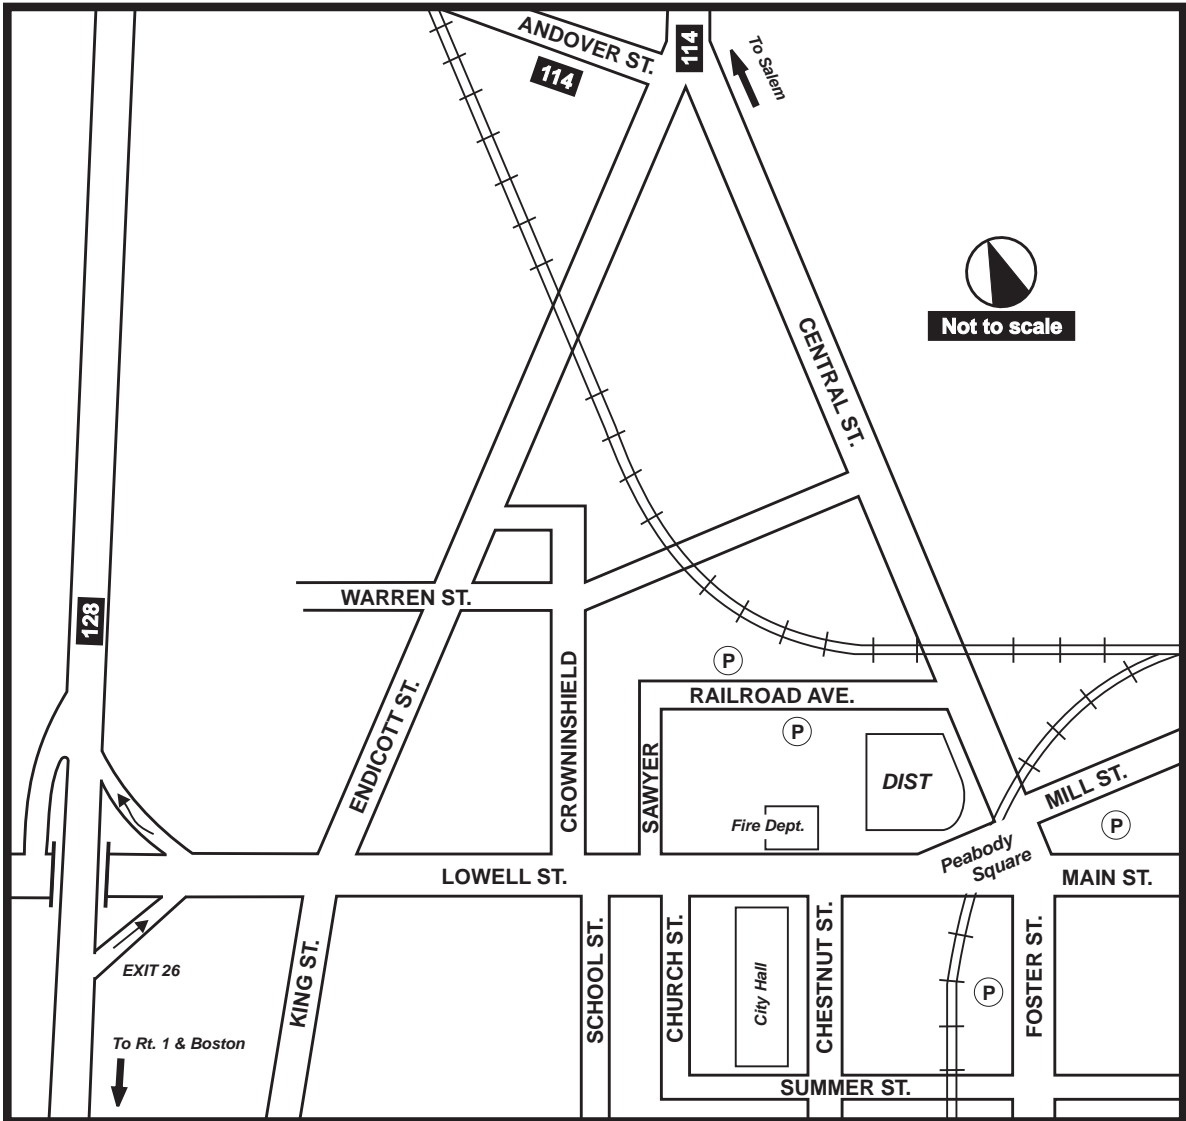 ANDOVER ST.
114
114
To Salem
Not to scale
CENTRAL ST.
WARREN ST.
128
ENDICOTT ST.
CROWNINSHIELD
P
RAILROAD AVE.
P
SAWYER
DIST
Fire Dept.
MILL ST.
P
Peabody
Square
LOWELL ST.
MAIN ST.
EXIT 26
KING ST.
SCHOOL ST.
CHURCH ST.
City Hall
CHESTNUT ST.
P
FOSTER ST.
To Rt. 1 & Boston
SUMMER ST.